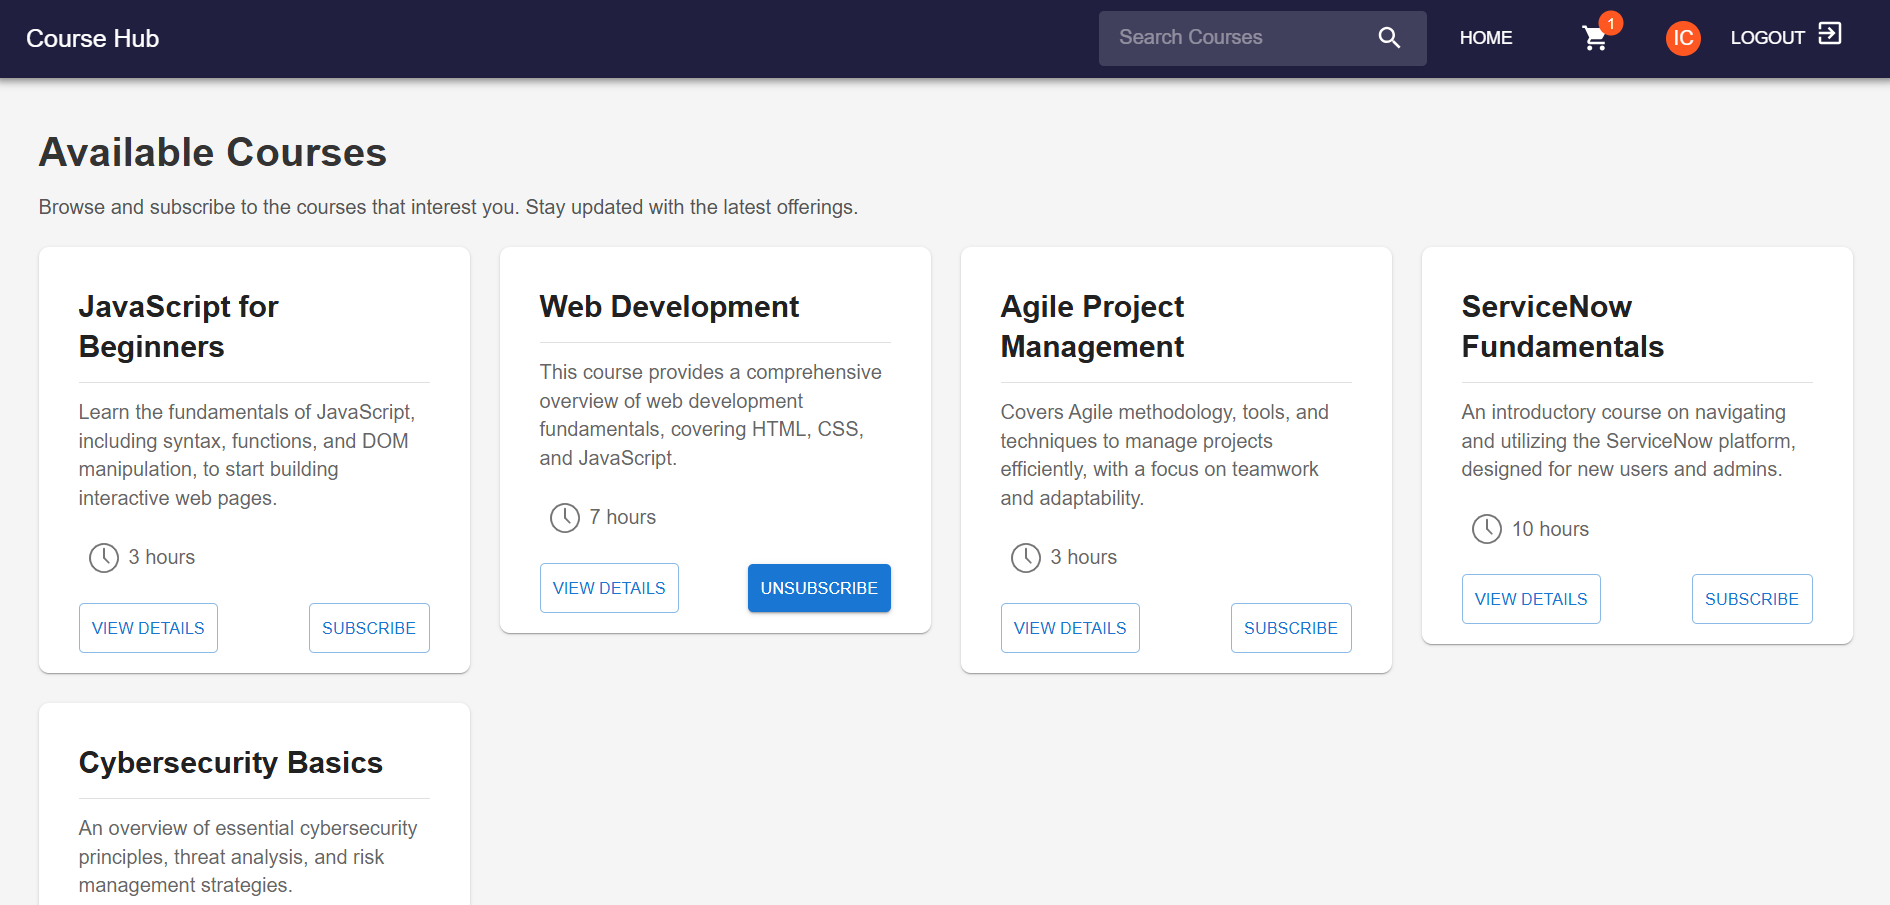 Course Hub
Search Courses
HOME
1
IC
LOGOUT
Available Courses
Browse and subscribe to the courses that interest you. Stay updated with the latest offerings.
JavaScript for
Beginners
Learn the fundamentals of JavaScript,
including syntax, functions, and DOM
manipulation, to start building
interactive web pages.
3 hours
VIEW DETAILS
SUBSCRIBE
Web Development
This course provides a comprehensive
overview of web development
fundamentals, covering HTML, CSS,
and JavaScript.
7 hours
VIEW DETAILS
UNSUBSCRIBE
Agile Project
Management
Covers Agile methodology, tools, and
techniques to manage projects
efficiently, with a focus on teamwork
and adaptability.
3 hours
VIEW DETAILS
SUBSCRIBE
ServiceNow
Fundamentals
An introductory course on navigating
and utilizing the ServiceNow platform,
designed for new users and admins.
10 hours
VIEW DETAILS
SUBSCRIBE
Cybersecurity Basics
An overview of essential cybersecurity
principles, threat analysis, and risk
management strategies.